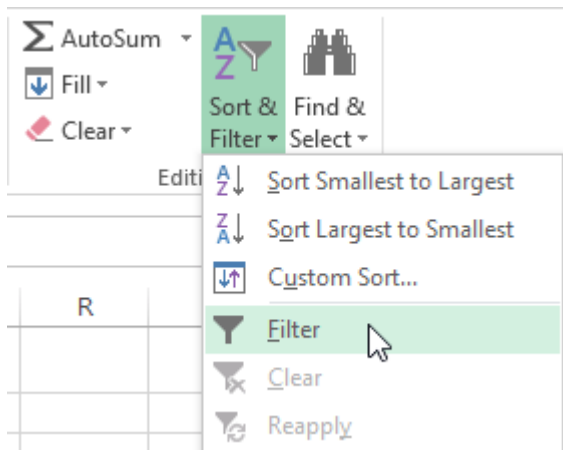 AutoSum
Fill
Clear
Sort &
Filter
Find &
Select
Editi
Sort Smallest to Largest
Sort Largest to Smallest
Custom Sort...
Filter
Clear
Reapply
R